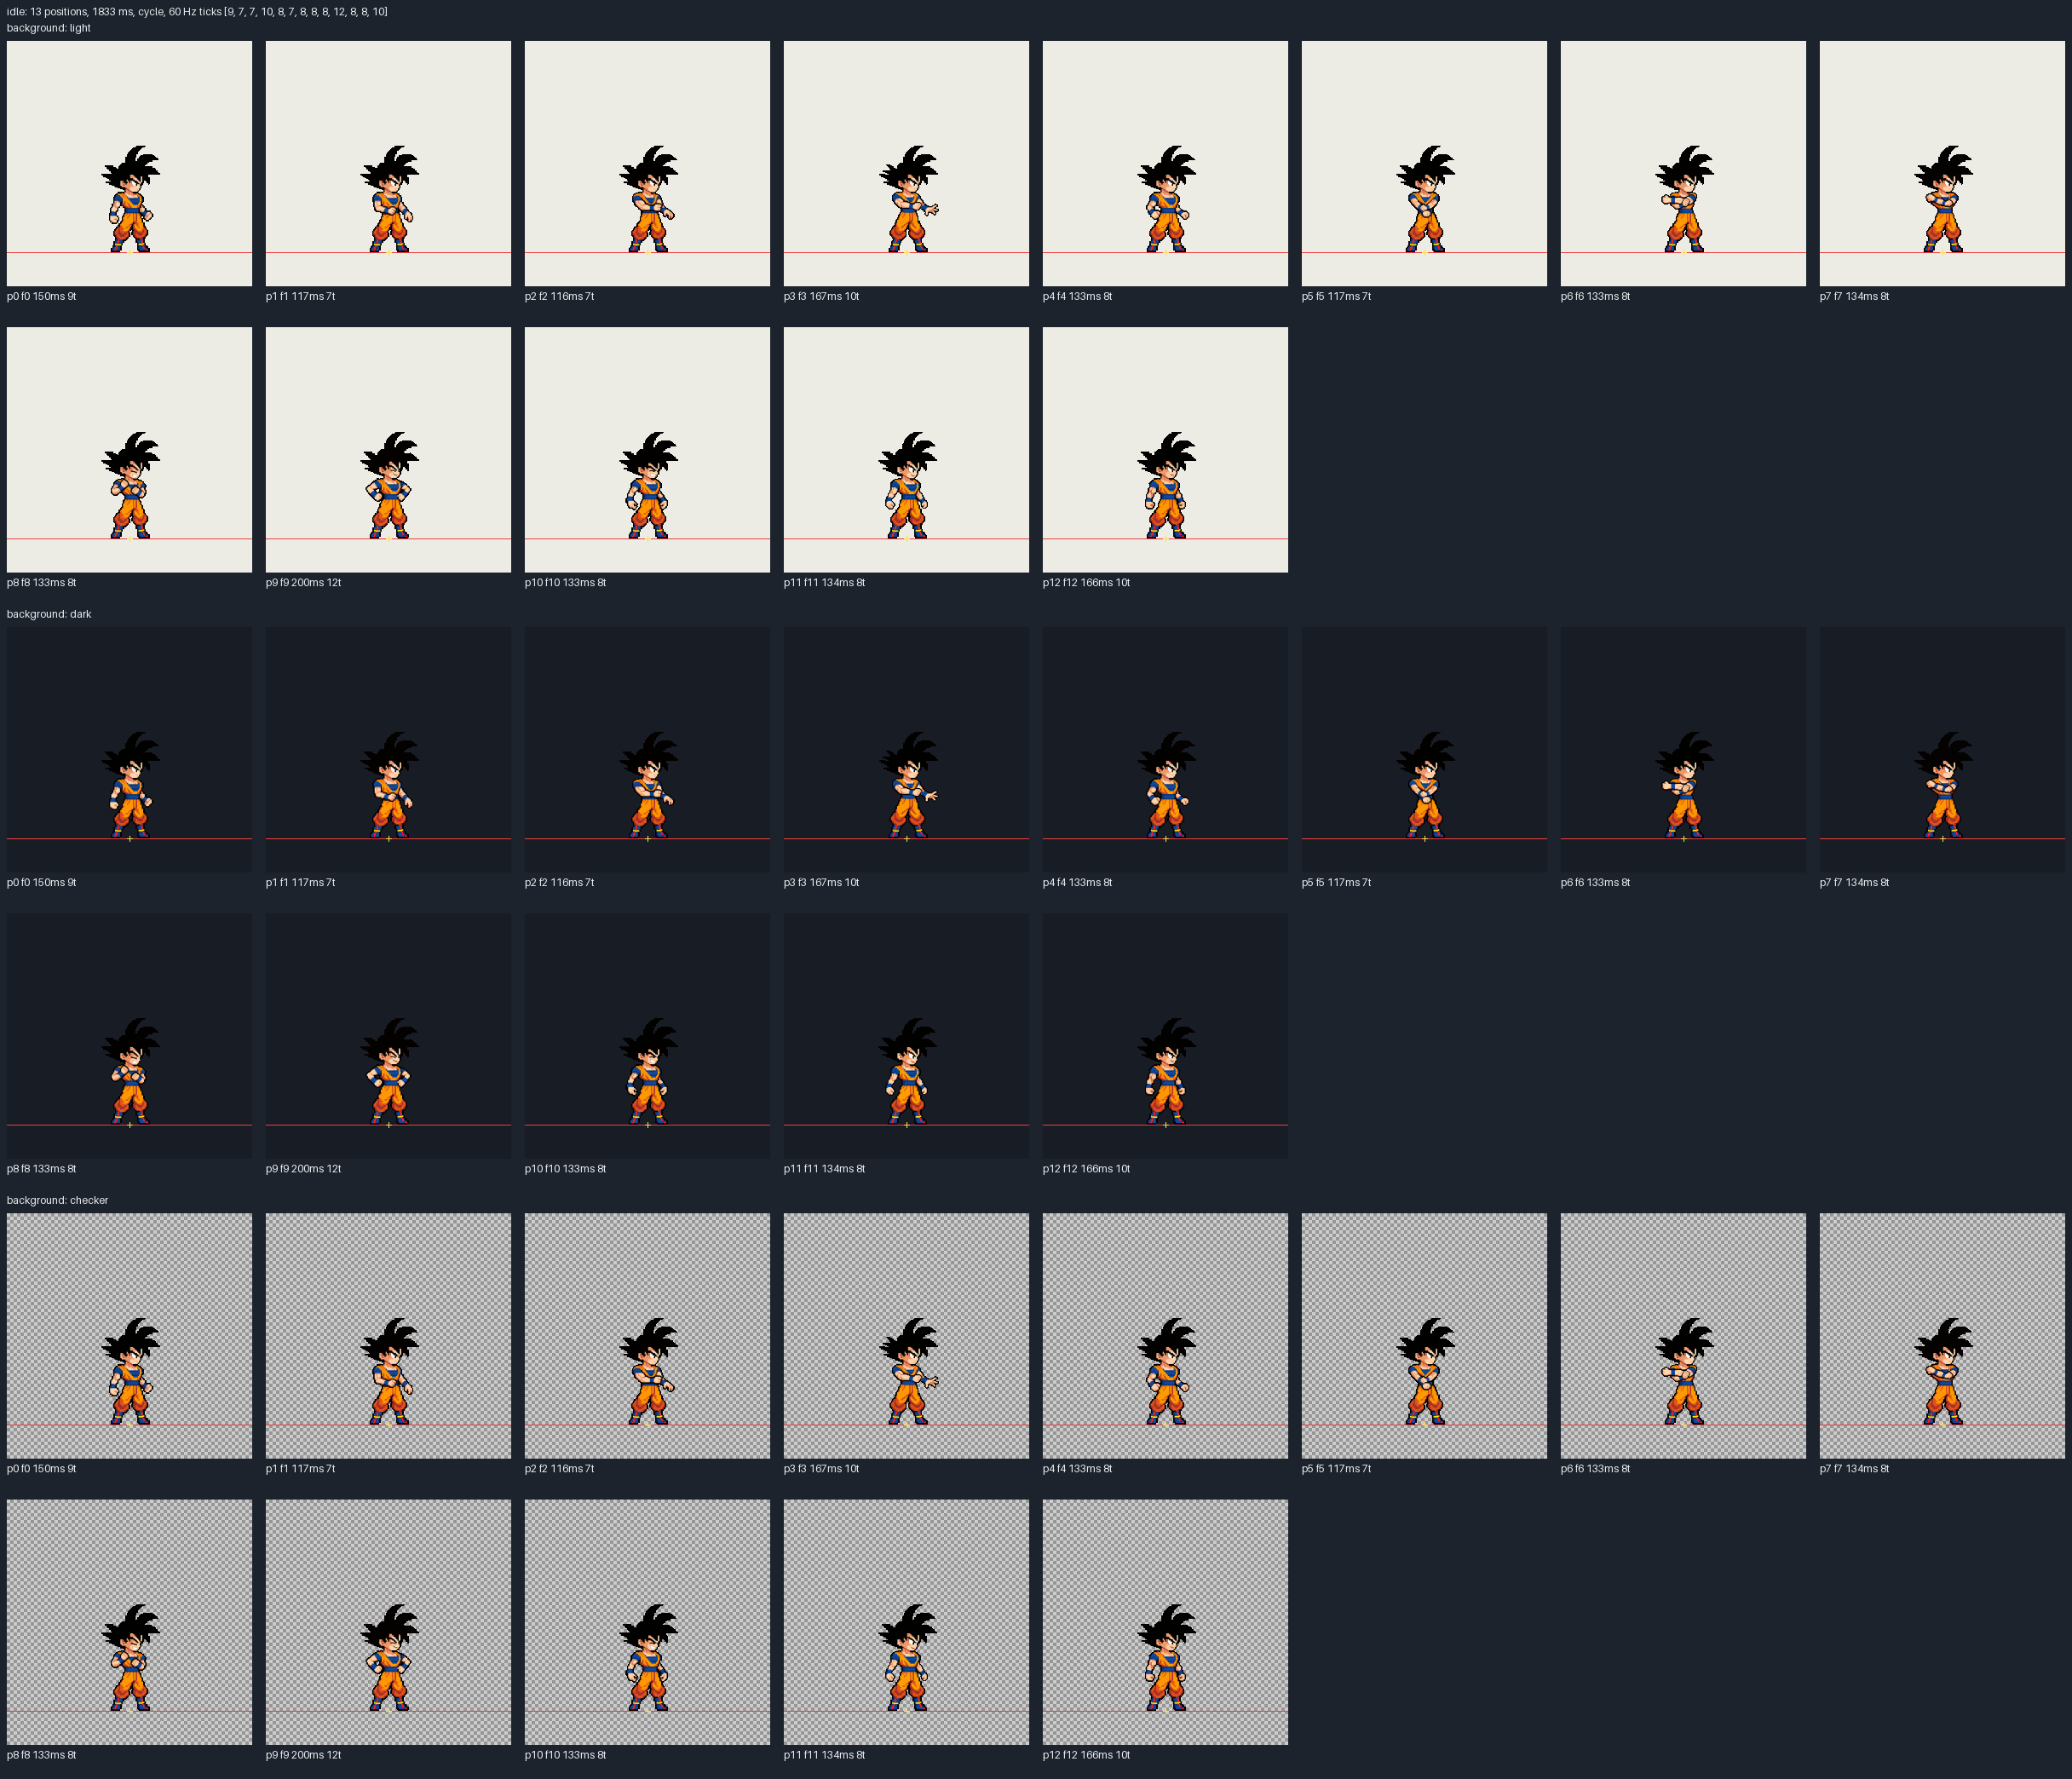 idle: 13 positions, 1833 ms, cycle, 60 Hz ticks [9, 7, 7, 10, 8, 7, 8, 8, 8, 12, 8, 8, 10]
background: light
p0 f0 150ms 9t
p1 f1 117ms 7t
p2 f2 116ms 7t
p3 f3 167ms 10t
p4 f4 133ms 8t
p5 f5 117ms 7t
p6 f6 133ms 8t
p7 f7 134ms 8t
p8 f8 133ms 8t
p9 f9 200ms 12t
p10 f10 133ms 8t
p11 f11 134ms 8t
p12 f12 166ms 10t
background: dark
p0 f0 150ms 9t
p1 f1 117ms 7t
p2 f2 116ms 7t
p3 f3 167ms 10t
p4 f4 133ms 8t
p5 f5 117ms 7t
p6 f6 133ms 8t
p7 f7 134ms 8t
p8 f8 133ms 8t
p9 f9 200ms 12t
p10 f10 133ms 8t
p11 f11 134ms 8t
p12 f12 166ms 10t
background: checker
p0 f0 150ms 9t
p1 f1 117ms 7t
p2 f2 116ms 7t
p3 f3 167ms 10t
p4 f4 133ms 8t
p5 f5 117ms 7t
p6 f6 133ms 8t
p7 f7 134ms 8t
p8 f8 133ms 8t
p9 f9 200ms 12t
p10 f10 133ms 8t
p11 f11 134ms 8t
p12 f12 166ms 10t